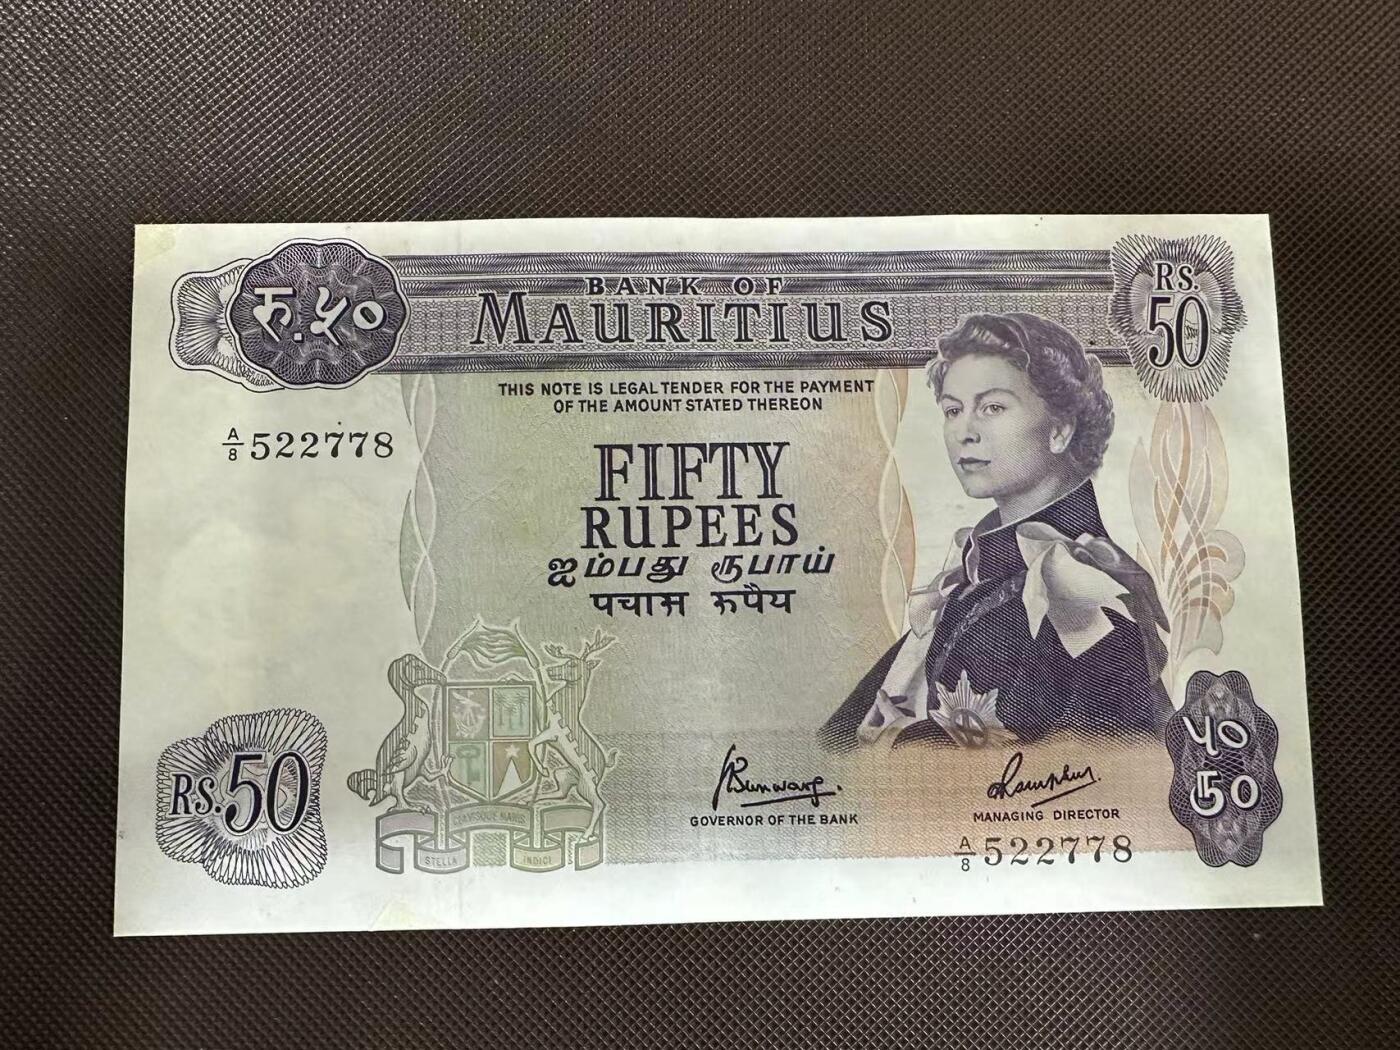 रु.५०
BANK OF
MAURITIUS
RS.
50
THIS NOTE IS LEGAL TENDER FOR THE PAYMENT
OF THE AMOUNT STATED THEREON
A/8 522778
FIFTY
RUPEES
ஐம்பது ரூபாய்
पचास रुपैय
RS.50
STELLA CLAVISQUE MARIS INDICI
GOVERNOR OF THE BANK
MANAGING DIRECTOR
A/8 522778
50